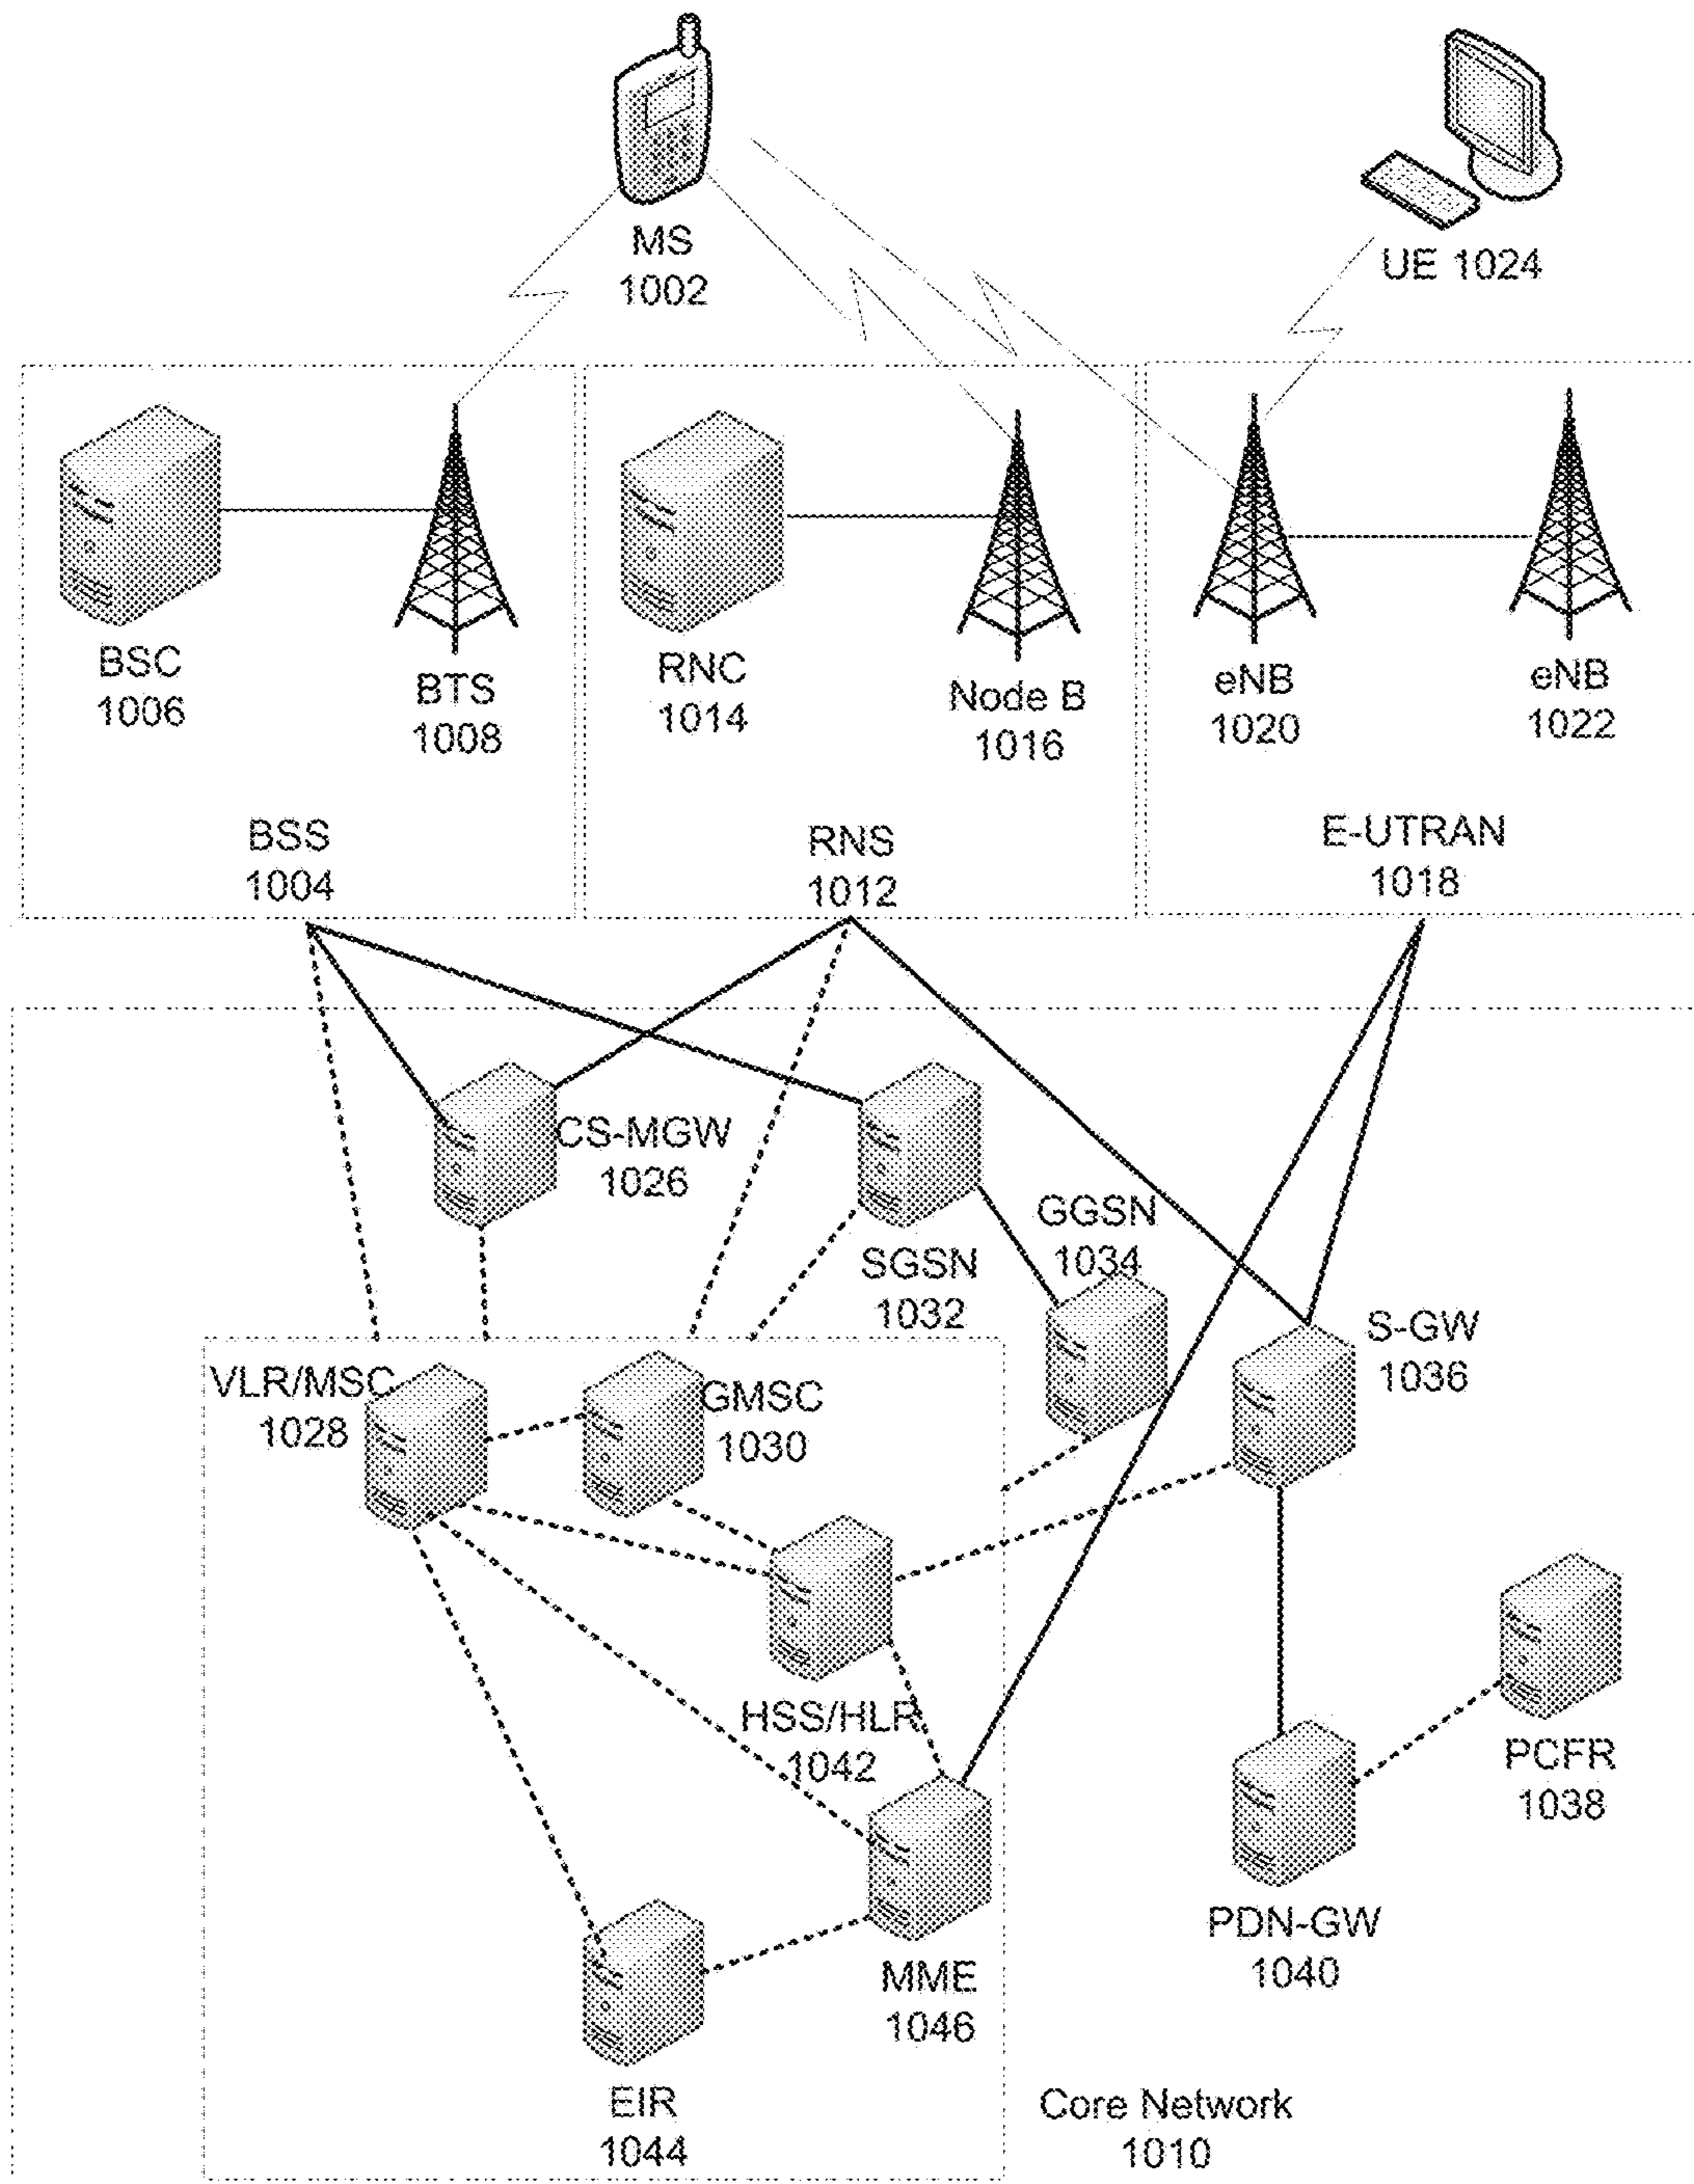 MS
1002
UE 1024
BSC
1006
BTS
1008
RNC
1014
Node B
1016
eNB
1020
eNB
1022
BSS
1004
RNS
1012
E-UTRAN
1018
CS-MGW
1026
SGSN
1032
GGSN
1034
S-GW
1036
VLR/MSC
1028
GMSC
1030
HSS/HLR
1042
PCFR
1038
PDN-GW
1040
MME
1046
EIR
1044
Core Network
1010